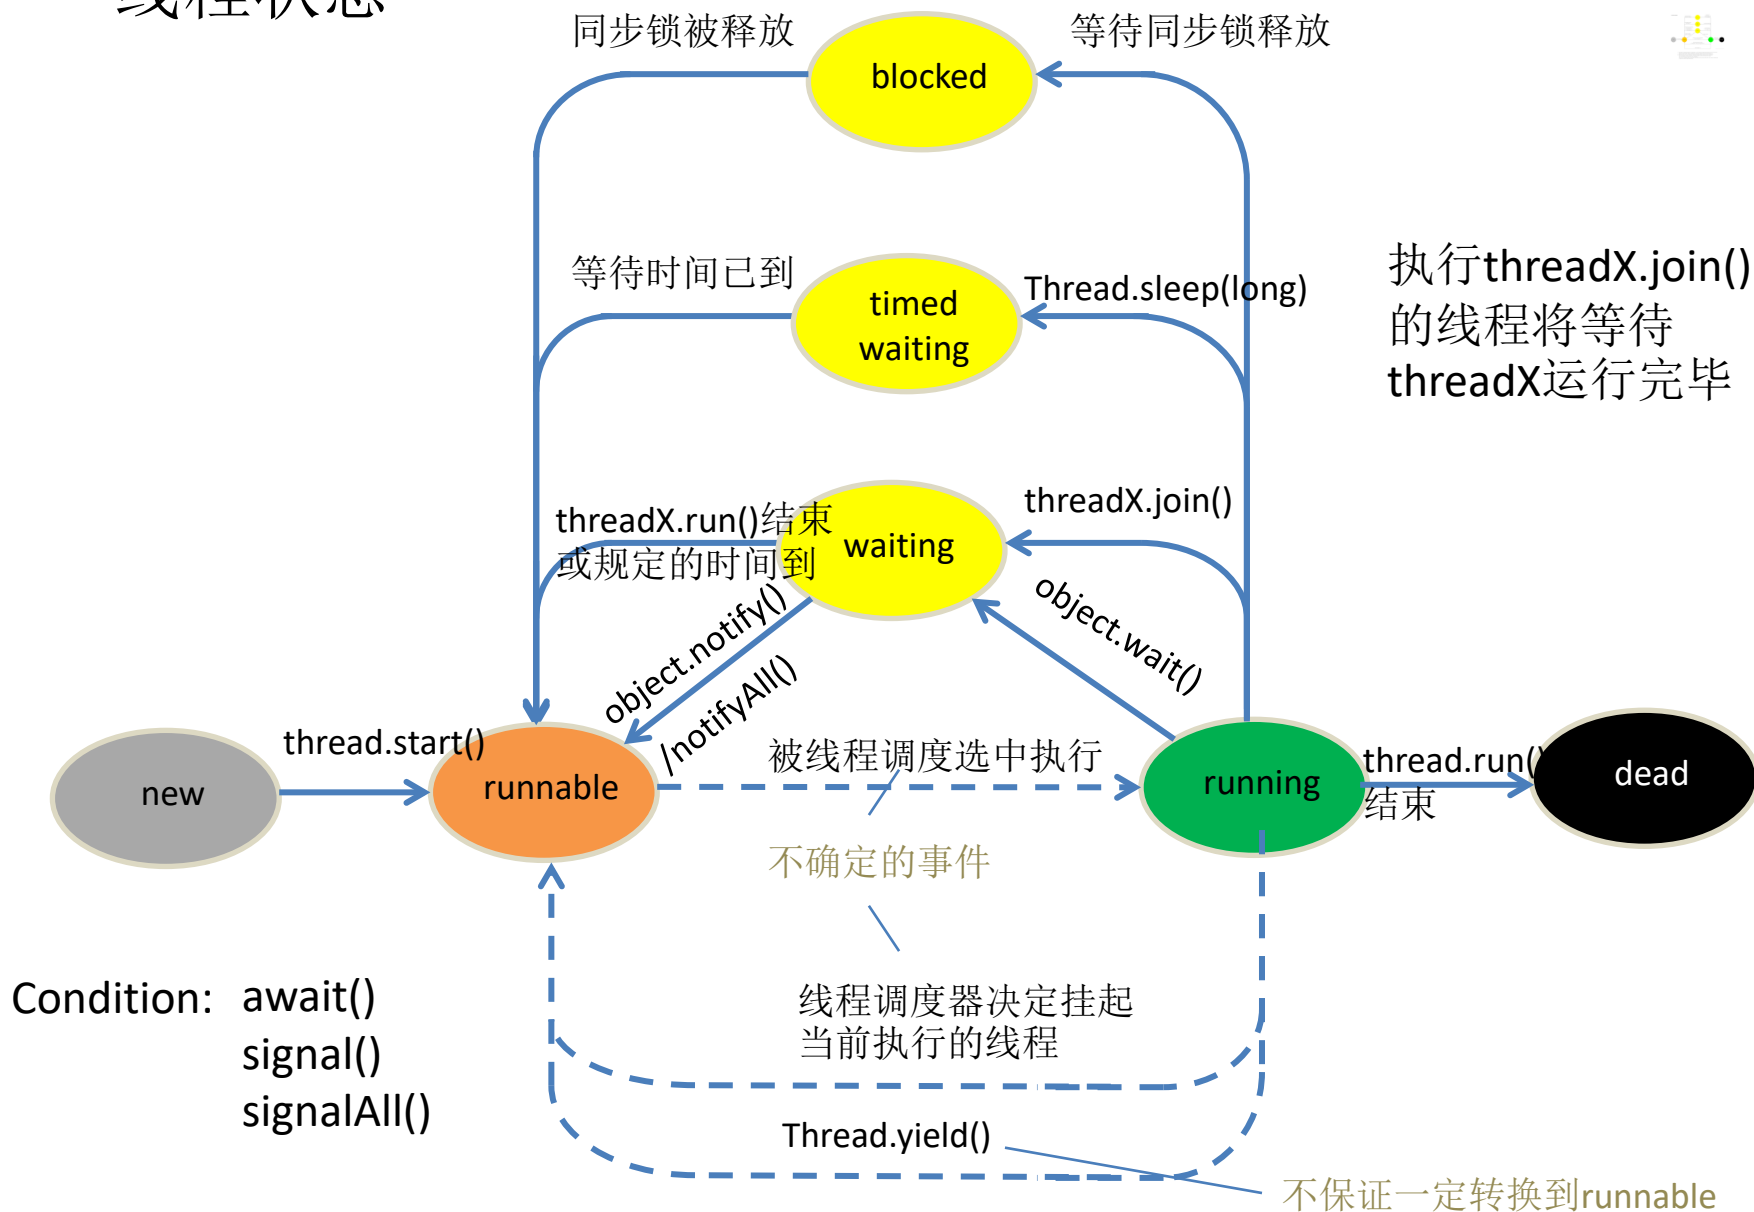 线程状态
同步锁被释放
等待同步锁释放
blocked
等待时间已到
Thread.sleep(long)
timed
waiting
执行threadX.join()
的线程将等待
threadX运行完毕
threadX.run()结束
或规定的时间到
threadX.join()
waiting
object.notify()
/notifyAll()
object.wait()
new
thread.start()
runnable
被线程调度选中执行
running
thread.run()
结束
dead
不确定的事件
Condition:
await()
signal()
signalAll()
线程调度器决定挂起
当前执行的线程
Thread.yield()
不保证一定转换到runnable